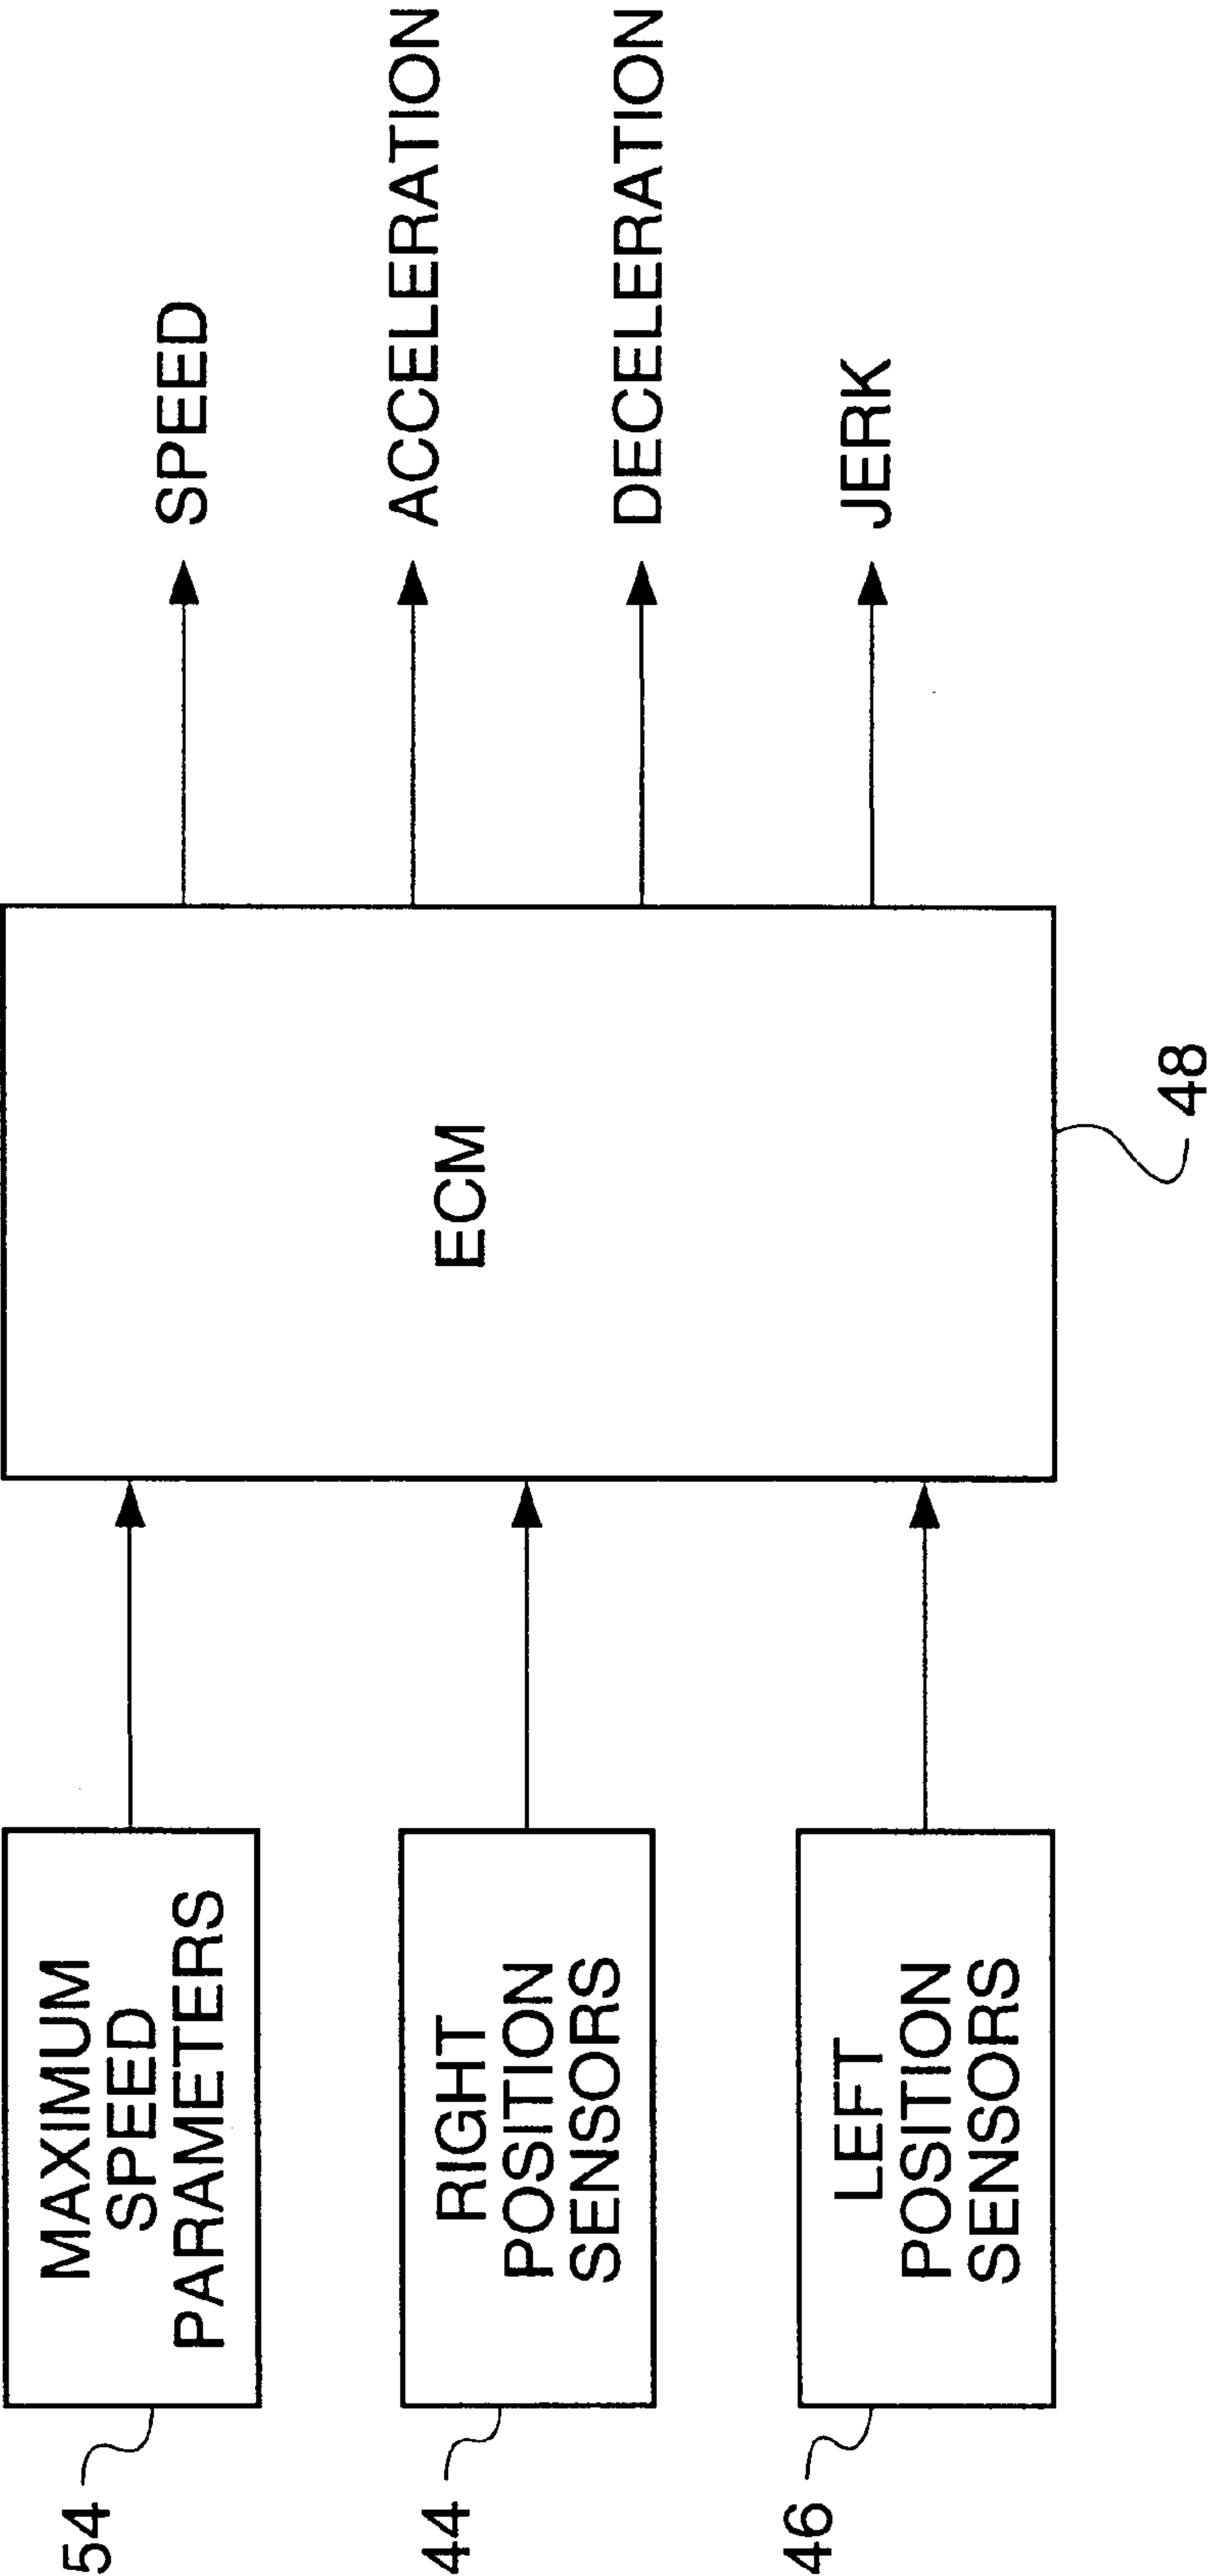 54
MAXIMUM
SPEED
PARAMETERS
44
RIGHT
POSITION
SENSORS
46
LEFT
POSITION
SENSORS
ECM
48
SPEED
ACCELERATION
DECELERATION
JERK